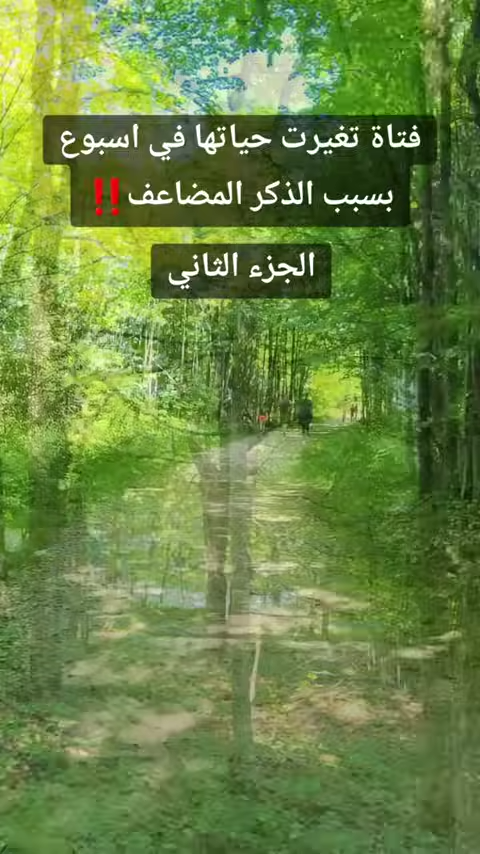 فتاة تغيرت حياتها في اسبوع
بسبب الذكر المضاعف‼️
الجزء الثاني